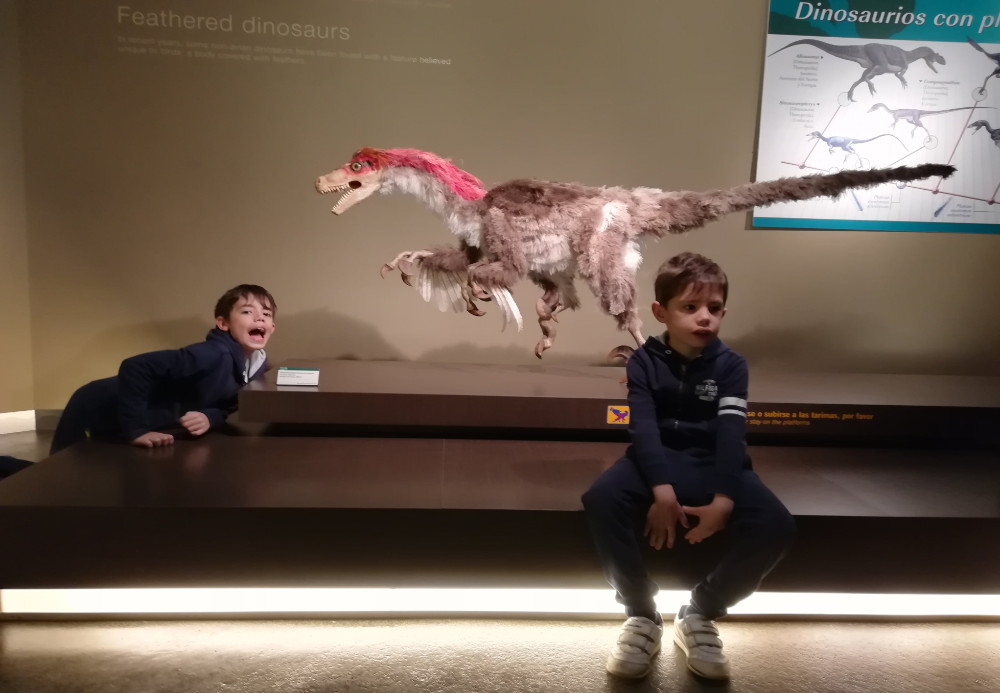 Feathered dinosaurs
In recent years, some non-avian dinosaurs have been found with a feature believed
unique to birds: a body covered with feathers.
Dinosaurios con pl
Allosaurus
(Dinosauria,
Theropoda).
Jurásico.
América del Norte
y Europa.
Compsognathus
(Dinosauria,
Theropoda).
Jurásico.
Europa.
Sinosauropteryx
(Dinosauria,
Theropoda).
Cretácico.
Asia.
Plumas
modernas
simétricas
Plumas
modernas
asimétricas
se o subirse a las tarimas, por favor
r stay on the platforms
HILFIGER